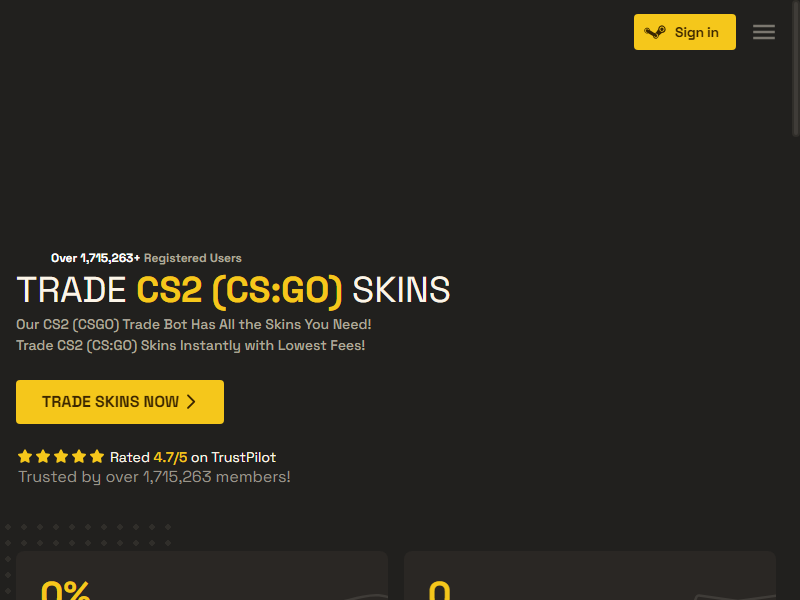 Sign in
Over 1,715,263+ Registered Users
TRADE CS2 (CS:GO) SKINS
Our CS2 (CSGO) Trade Bot Has All the Skins You Need!
Trade CS2 (CS:GO) Skins Instantly with Lowest Fees!
TRADE SKINS NOW
Rated 4.7/5 on TrustPilot
Trusted by over 1,715,263 members!
0%
0